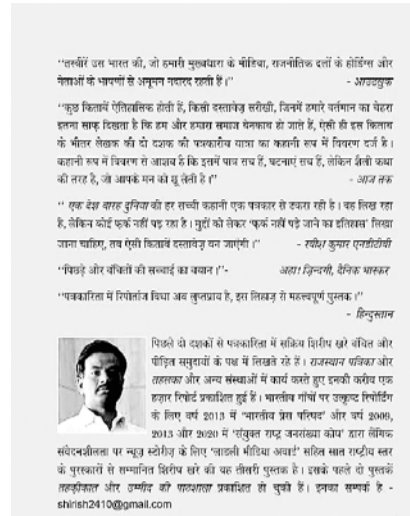 “तस्वीरें उस भारत की, जो हमारी मुख्यधारा के मीडिया, राजनीतिक दलों के होर्डिंग्स और
नेताओं के भाषणों से अमूमन नदारद रहती हैं।” - आउटलुक
“कुछ किताबें ऐतिहासिक होती हैं, किसी दस्तावेज़ सरीखी, जिनमें हमारे वर्तमान का चेहरा
इतना साफ दिखता है कि हम और हमारा समाज बेनकाब हो जाते हैं, ऐसी ही इस किताब
के भीतर लेखक की दो दशक की पत्रकारीय यात्रा का कहानी रूप में विवरण दर्ज है।
कहानी रूप में विवरण से आशय है कि इसमें पात्र सच हैं, घटनाएं सच हैं, लेकिन शैली कथा
की तरह है, जो आपके मन को छू लेती है।” - आज तक
“ एक देश बारह दुनिया की हर सच्ची कहानी एक पत्रकार से टकरा रही है। वह लिख रहा
है, लेकिन कोई फर्क नहीं पड़ रहा है। मुद्दों को लेकर ‘फर्क नहीं पड़े जाने का इतिहास’ लिखा
जाना चाहिए, तब ऐसी किताबें दस्तावेज़ बन जाएंगी।” - रवीश कुमार एनडीटीवी
“पिछड़े और वंचितों की सच्चाई का बयान।”- अहा! ज़िन्दगी, दैनिक भास्कर
“पत्रकारिता में रिपोर्ताज विधा अब लुप्तप्राय है, इस लिहाज़ से महत्त्वपूर्ण पुस्तक।”
- हिन्दुस्तान
पिछले दो दशकों से पत्रकारिता में सक्रिय शिरीष खरे वंचित और
पीड़ित समुदायों के पक्ष में लिखते रहे हैं। राजस्थान पत्रिका और
तहलका और अन्य संस्थाओं में कार्य करते हुए इनकी करीब एक
हज़ार रिपोर्ट प्रकाशित हुई हैं। भारतीय गाँवों पर उत्कृष्ट रिपोर्टिंग
के लिए वर्ष 2013 में ‘भारतीय प्रेस परिषद’ और वर्ष 2009,
2013 और 2020 में ‘संयुक्त राष्ट्र जनसंख्या कोष’ द्वारा लैंगिक
संवेदनशीलता पर न्यूज़ स्टोरीज़ के लिए ‘लाडली मीडिया अवार्ड’ सहित सात राष्ट्रीय स्तर
के पुरस्कारों से सम्मानित शिरीष खरे की यह तीसरी पुस्तक है। इसके पहले दो पुस्तकें
तहक़ीकात और उम्मीद की पाठशाला प्रकाशित हो चुकी हैं। इनका सम्पर्क है -
shirish2410@gmail.com